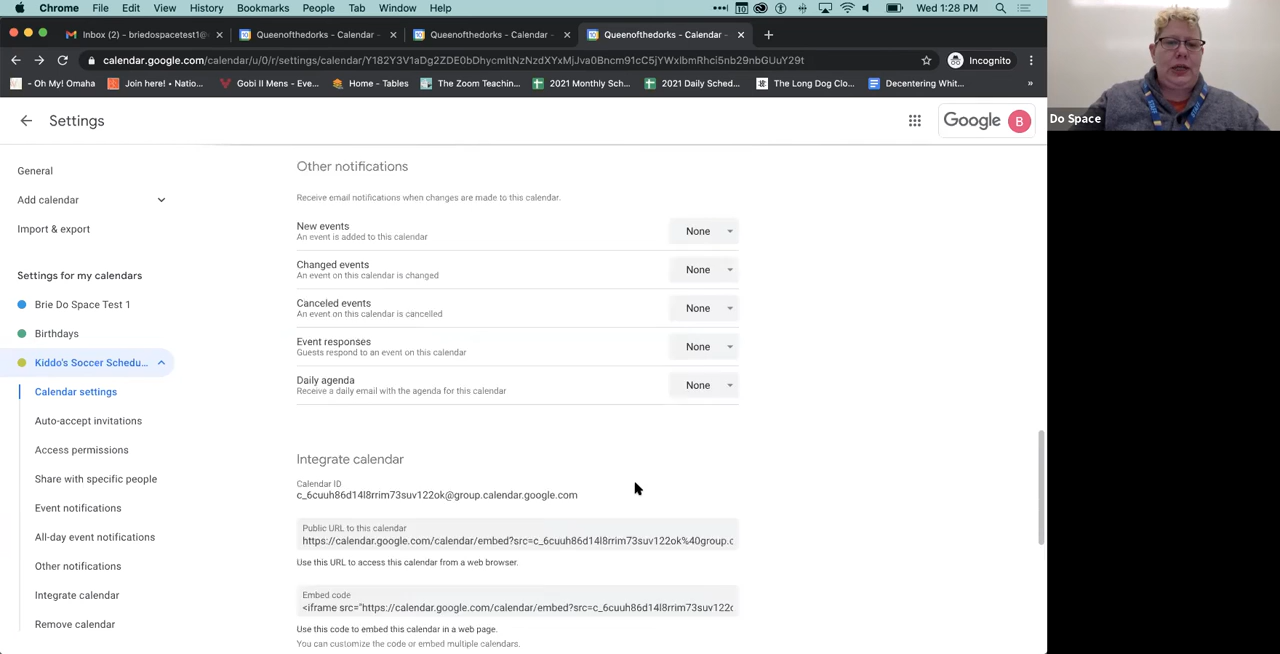 Chrome File Edit View History Bookmarks People Tab Window Help Wed 1:28 PM
Inbox (2) - briedospacetest1@ Queenofthedorks - Calendar - Queenofthedorks - Calendar - Queenofthedorks - Calendar -
calendar.google.com/calendar/u/0/r/settings/calendar/Y182Y3V1aDg2ZDE0bDhycmltNzNzdXYxMjJva0Bncm91cC5jYWxlbmRhci5nb29nbGUuY29t Incognito
- Oh My! Omaha Join here! - Natio... Gobi II Mens - Eve... Home - Tables The Zoom Teachin... 2021 Monthly Sch... 2021 Daily Sched... The Long Dog Clo... Decentering Whit... »
Settings
Google B
Do Space
General
Add calendar
Import & export
Settings for my calendars
Brie Do Space Test 1
Birthdays
Kiddo's Soccer Schedu...
Calendar settings
Auto-accept invitations
Access permissions
Share with specific people
Event notifications
All-day event notifications
Other notifications
Integrate calendar
Remove calendar
Other notifications
Receive email notifications when changes are made to this calendar.
New events
An event is added to this calendar
None
Changed events
An event on this calendar is changed
None
Canceled events
An event on this calendar is cancelled
None
Event responses
Guests respond to an event on this calendar
None
Daily agenda
Receive a daily email with the agenda for this calendar
None
Integrate calendar
Calendar ID
c_6cuuh86d14l8rrim73suv122ok@group.calendar.google.com
Public URL to this calendar
https://calendar.google.com/calendar/embed?src=c_6cuuh86d14l8rrim73suv122ok%40group.c
Use this URL to access this calendar from a web browser.
Embed code
<iframe src="https://calendar.google.com/calendar/embed?src=c_6cuuh86d14l8rrim73suv122c
Use this code to embed this calendar in a web page.
You can customize the code or embed multiple calendars.